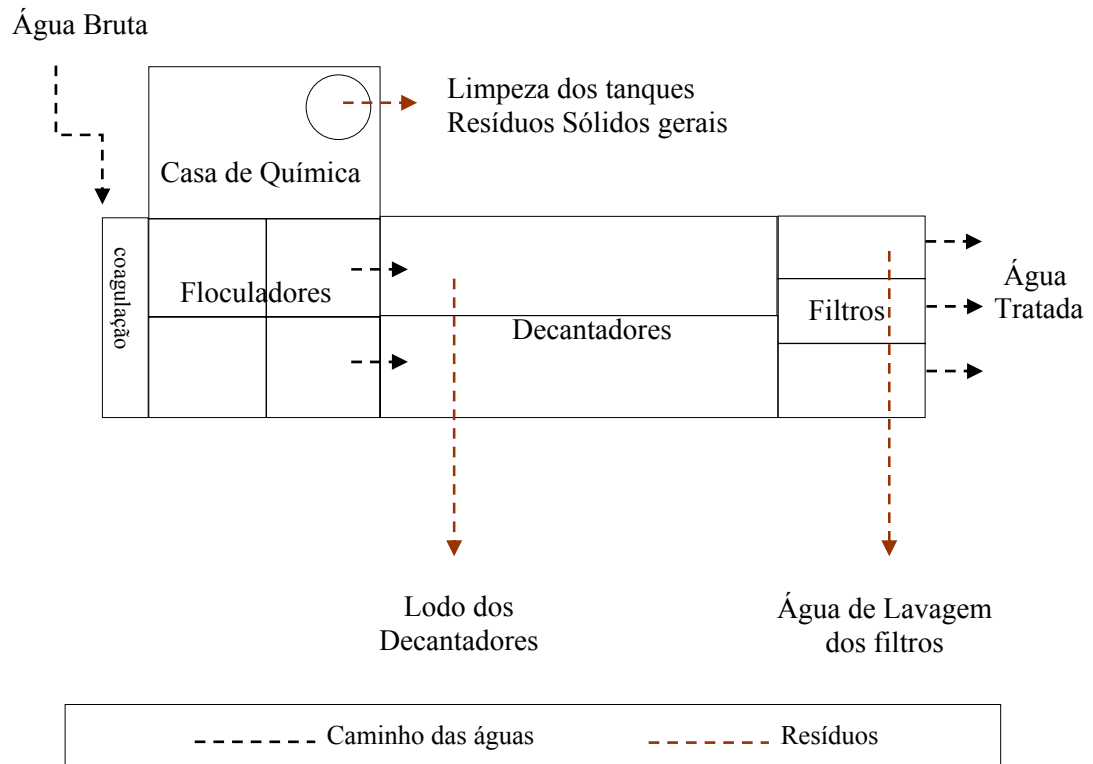 Água Bruta
Limpeza dos tanques
Resíduos Sólidos gerais
Casa de Química
coagulação
Floculadores
Decantadores
Filtros
Água
Tratada
Lodo dos
Decantadores
Água de Lavagem
dos filtros
Caminho das águas
Resíduos